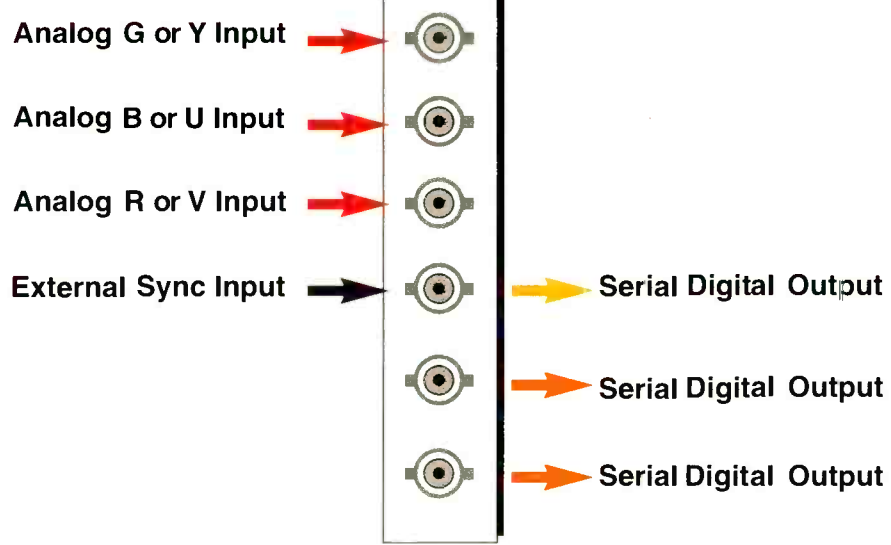 Analog G or Y Input
Analog B or U Input
Analog R or V Input
External Sync Input
Serial Digital Output
Serial Digital Output
Serial Digital Output